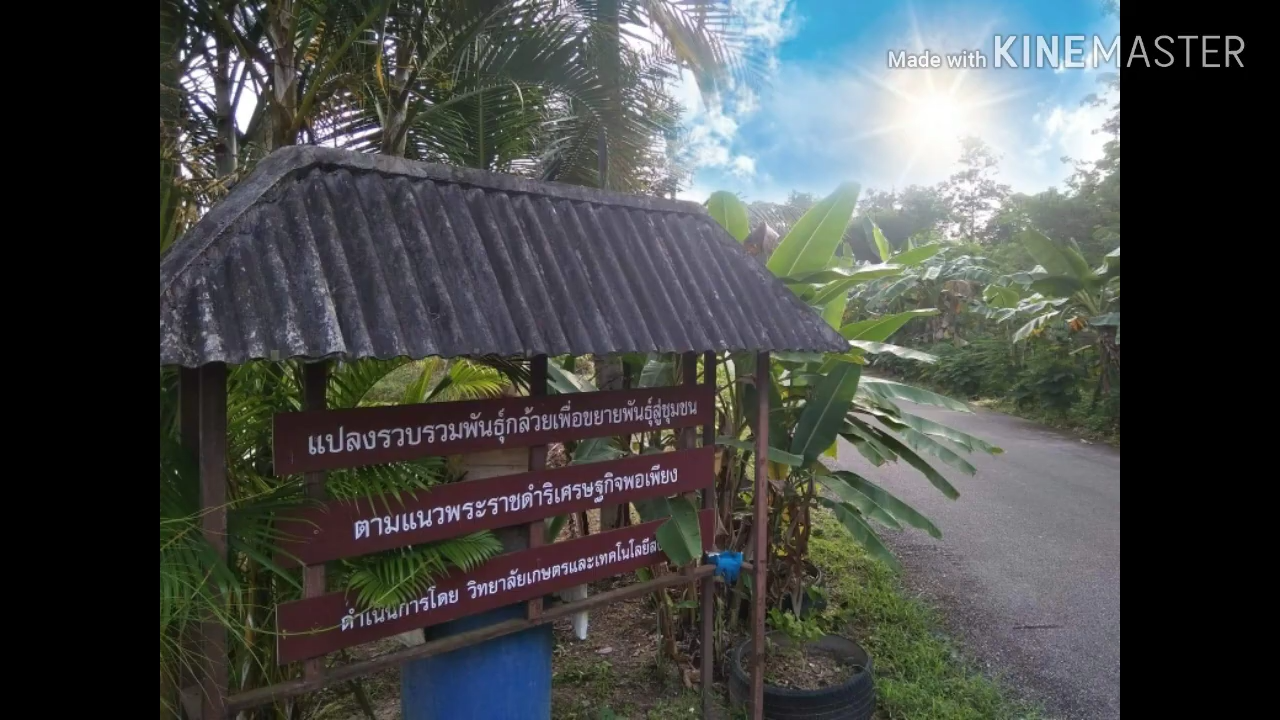 Made with KINEMASTER
แปลงรวบรวมพันธุ์กล้วยเพื่อขยายพันธุ์สู่ชุมชน
ตามแนวพระราชดำริเศรษฐกิจพอเพียง
ดำเนินการโดย วิทยาลัยเกษตรและเทคโนโลยี